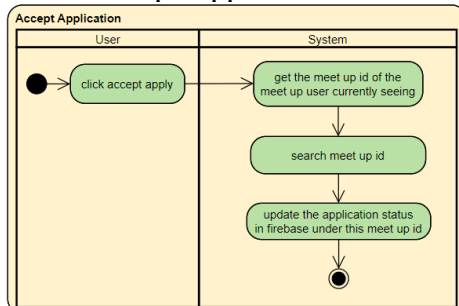 Accept Application
User
System
click accept apply
get the meet up id of the
meet up user currently seeing
search meet up id
update the application status
in firebase under this meet up id